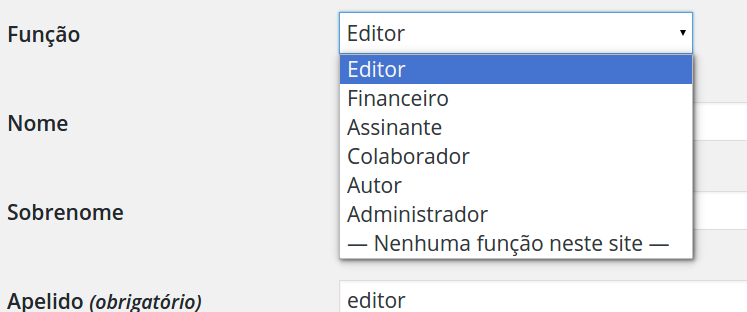 Função
Editor
Editor
Financeiro
Assinante
Colaborador
Autor
Administrador
— Nenhuma função neste site —
Nome
Sobrenome
Apelido (obrigatório)
editor